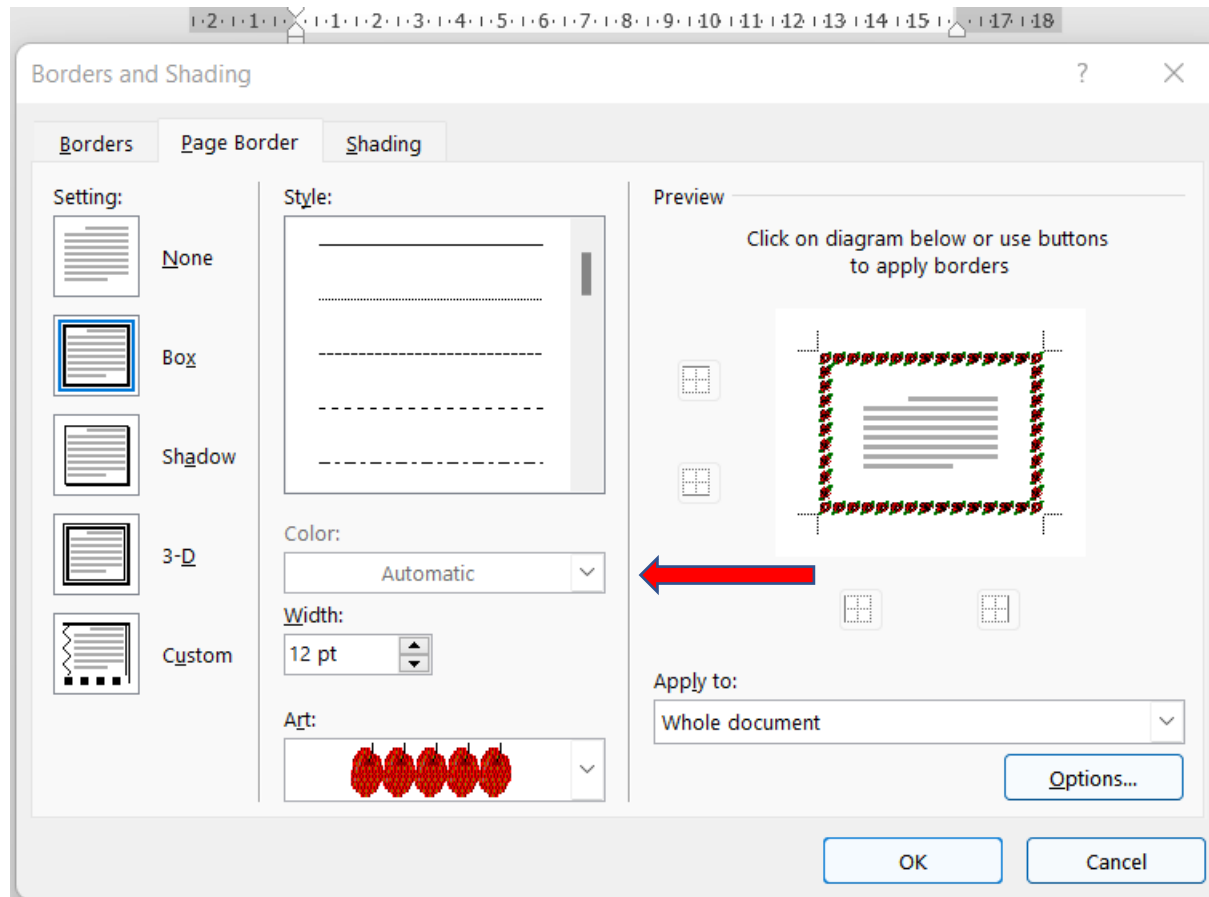 2 1 1 2 3 4 5 6 7 8 9 10 11 12 13 14 15 17 18
Borders and Shading ?
Borders Page Border Shading
Setting:
None
Box
Shadow
3-D
Custom
Style:
Color:
Automatic
Width:
12 pt
Art:
Preview
Click on diagram below or use buttons
to apply borders
Apply to:
Whole document
Options...
OK Cancel